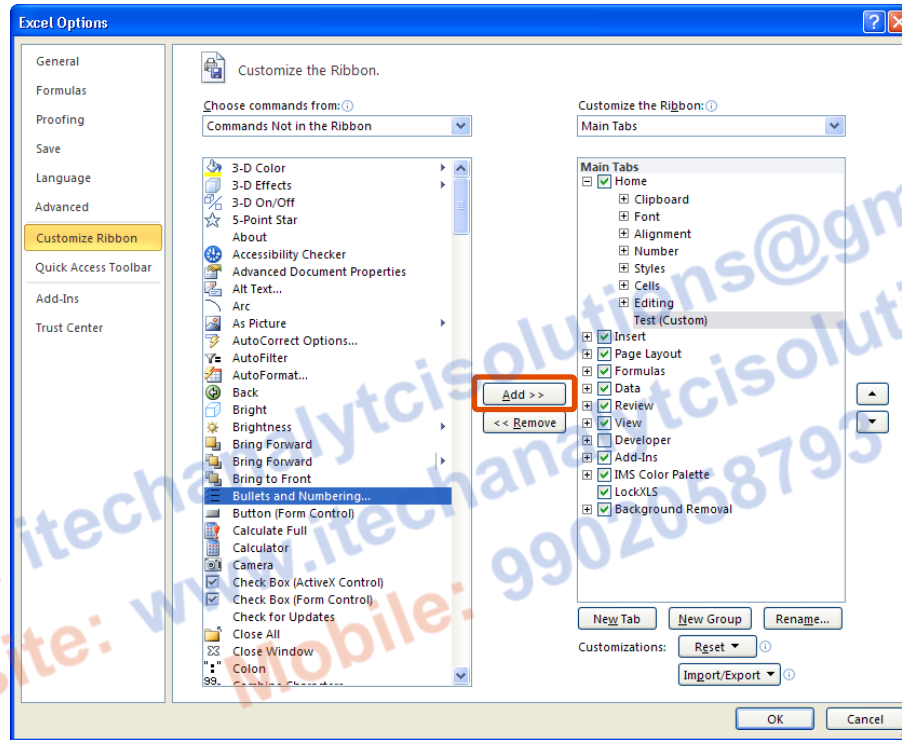 Excel Options
General
Formulas
Proofing
Save
Language
Advanced
Customize Ribbon
Quick Access Toolbar
Add-Ins
Trust Center
Customize the Ribbon.
Choose commands from:
Commands Not in the Ribbon
3-D Color
3-D Effects
3-D On/Off
5-Point Star
About
Accessibility Checker
Advanced Document Properties
Alt Text...
Arc
As Picture
AutoCorrect Options...
AutoFilter
AutoFormat...
Back
Bright
Brightness
Bring Forward
Bring Forward
Bring to Front
Bullets and Numbering...
Button (Form Control)
Calculate Full
Calculator
Camera
Check Box (ActiveX Control)
Check Box (Form Control)
Check for Updates
Close All
Close Window
Colon
Add >>
<< Remove
Customize the Ribbon:
Main Tabs
Main Tabs
Home
Clipboard
Font
Alignment
Number
Styles
Cells
Editing
Test (Custom)
Insert
Page Layout
Formulas
Data
Review
View
Developer
Add-Ins
IMS Color Palette
LockXLS
Background Removal
New Tab
New Group
Rename...
Customizations:
Reset
Import/Export
OK
Cancel
itechanalytcisolutions@gm
site: www.itechanalytcisoluti
Mobile: 9902058793